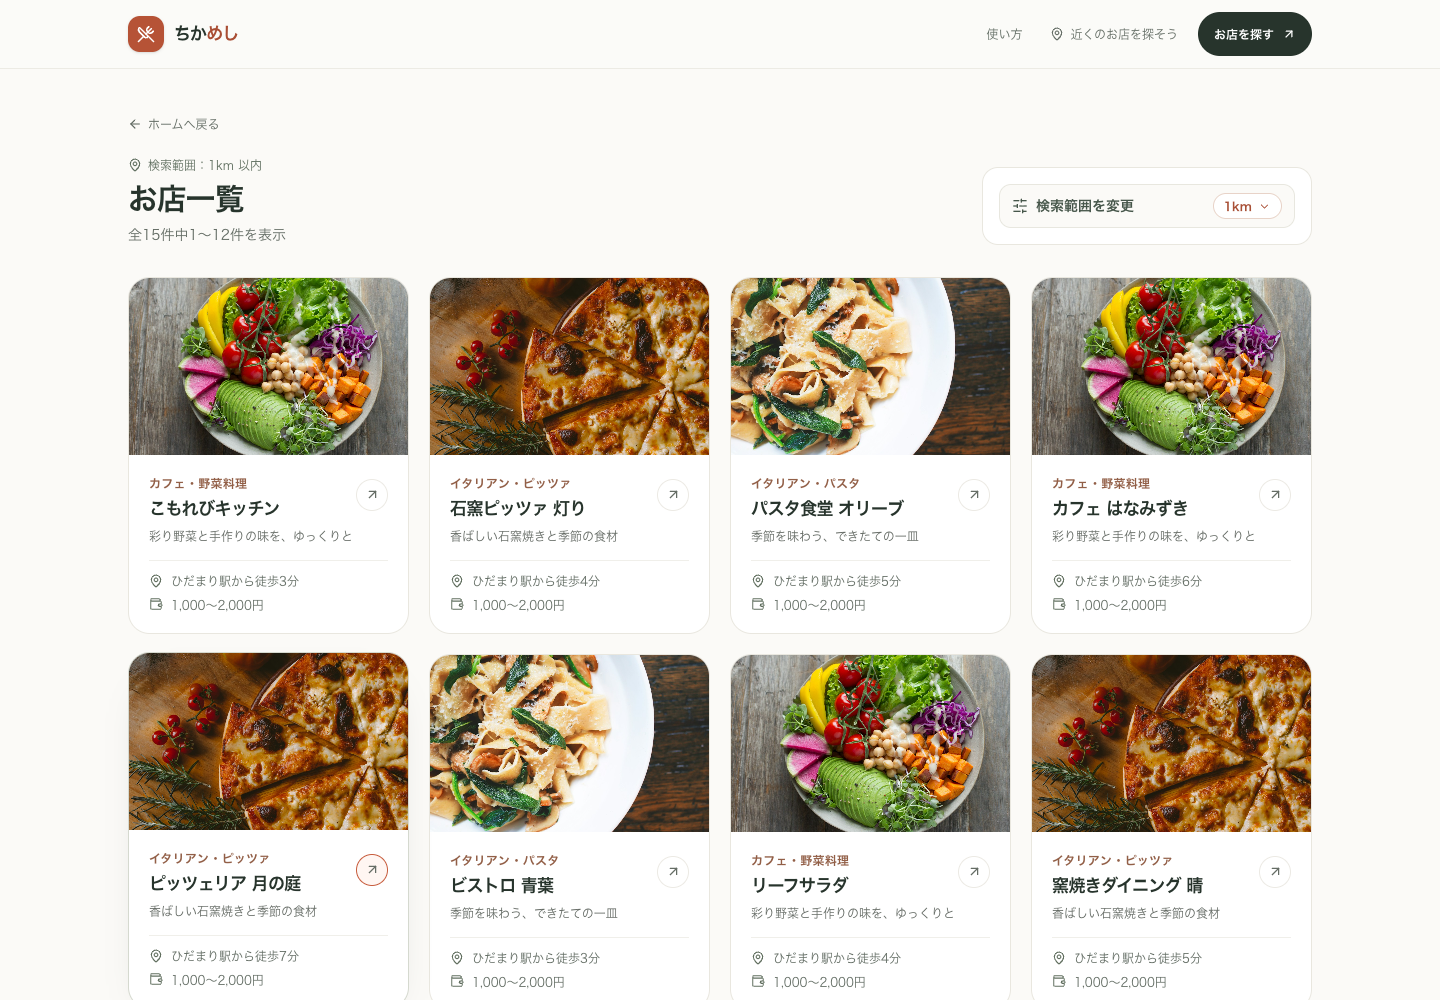 ちかめし
使い方
近くのお店を探そう
お店を探す
ホームへ戻る
検索範囲：1km 以内
お店一覧
全15件中1〜12件を表示
検索範囲を変更
1km
カフェ・野菜料理
こもれびキッチン
彩り野菜と手作りの味を、ゆっくりと
ひだまり駅から徒歩3分
1,000〜2,000円
イタリアン・ピッツァ
石窯ピッツァ 灯り
香ばしい石窯焼きと季節の食材
ひだまり駅から徒歩4分
1,000〜2,000円
イタリアン・パスタ
パスタ食堂 オリーブ
季節を味わう、できたての一皿
ひだまり駅から徒歩5分
1,000〜2,000円
カフェ・野菜料理
カフェ はなみずき
彩り野菜と手作りの味を、ゆっくりと
ひだまり駅から徒歩6分
1,000〜2,000円
イタリアン・ピッツァ
ピッツェリア 月の庭
香ばしい石窯焼きと季節の食材
ひだまり駅から徒歩7分
1,000〜2,000円
イタリアン・パスタ
ビストロ 青葉
季節を味わう、できたての一皿
ひだまり駅から徒歩3分
1,000〜2,000円
カフェ・野菜料理
リーフサラダ
彩り野菜と手作りの味を、ゆっくりと
ひだまり駅から徒歩4分
1,000〜2,000円
イタリアン・ピッツァ
窯焼きダイニング 晴
香ばしい石窯焼きと季節の食材
ひだまり駅から徒歩5分
1,000〜2,000円